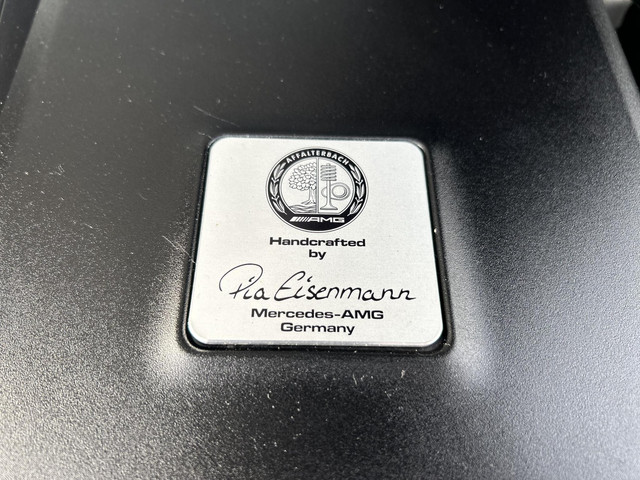 AFFALTERBACH
AMG
Handcrafted
by
Pia Eisenmann
Mercedes-AMG
Germany